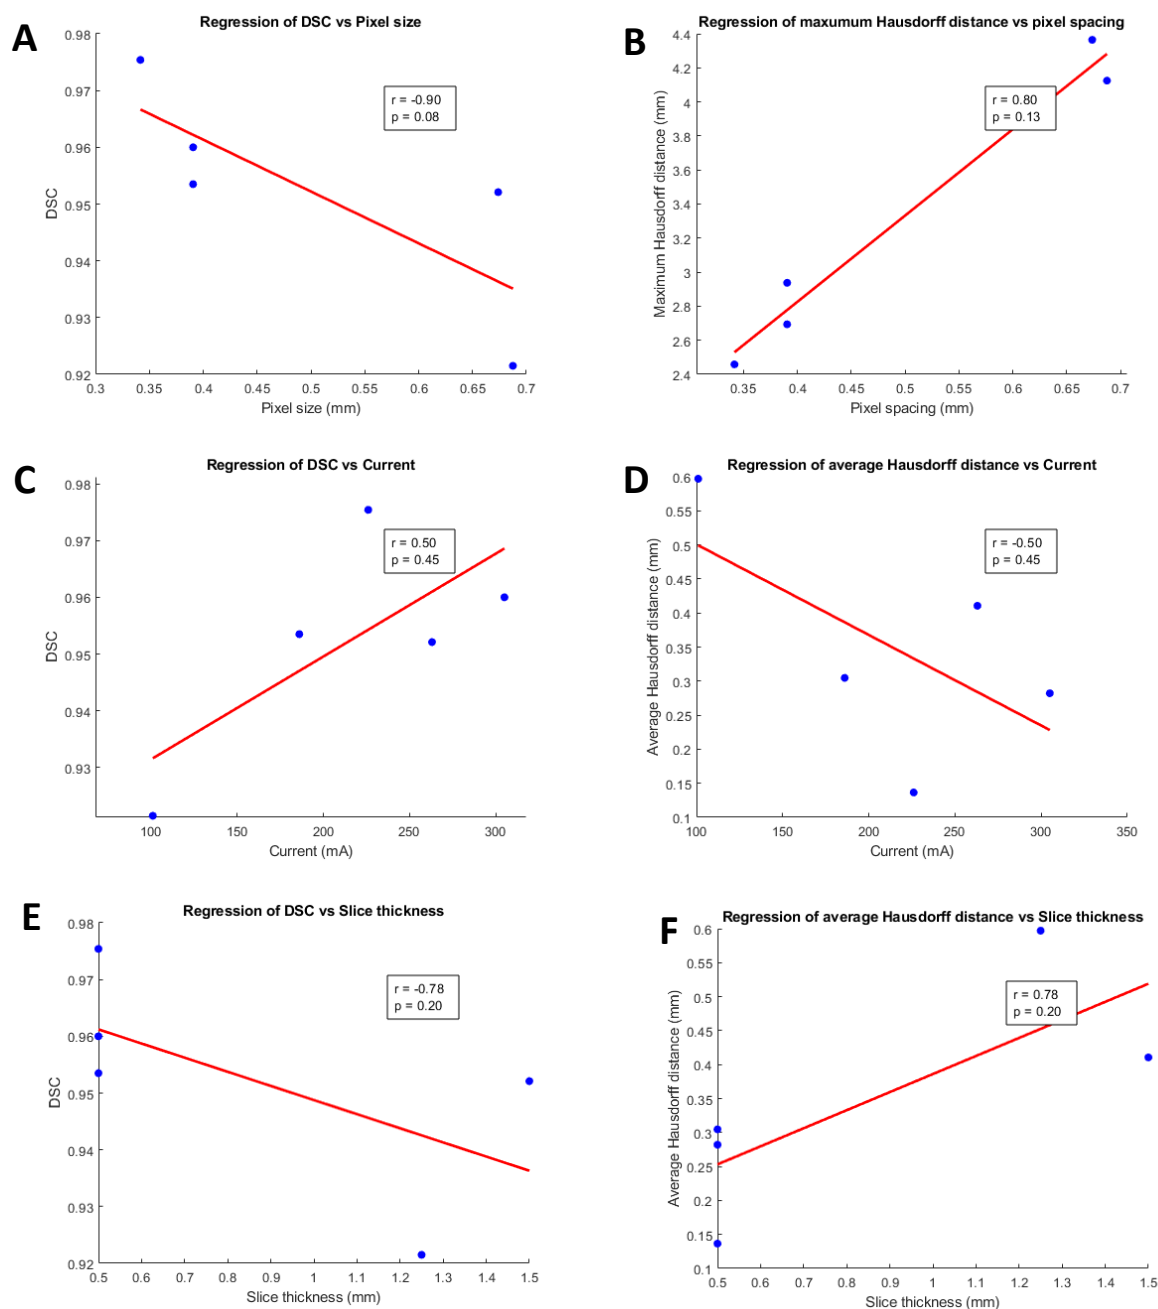 A
Regression of DSC vs Pixel size
0.98
0.97
0.96
0.95
0.94
0.93
0.92
DSC
r = -0.90
p = 0.08
0.3 0.35 0.4 0.45 0.5 0.55 0.6 0.65 0.7
Pixel size (mm)
B
Regression of maxumum Hausdorff distance vs pixel spacing
4.4
4.2
4
3.8
3.6
3.4
3.2
3
2.8
2.6
2.4
Maximum Hausdorff distance (mm)
r = 0.80
p = 0.13
0.35 0.4 0.45 0.5 0.55 0.6 0.65 0.7
Pixel spacing (mm)
C
Regression of DSC vs Current
0.98
0.97
0.96
0.95
0.94
0.93
DSC
r = 0.50
p = 0.45
100 150 200 250 300
Current (mA)
D
Regression of average Hausdorff distance vs Current
0.6
0.55
0.5
0.45
0.4
0.35
0.3
0.25
0.2
0.15
0.1
Average Hausdorff distance (mm)
r = -0.50
p = 0.45
100 150 200 250 300 350
Current (mA)
E
Regression of DSC vs Slice thickness
0.98
0.97
0.96
0.95
0.94
0.93
0.92
DSC
r = -0.78
p = 0.20
0.5 0.6 0.7 0.8 0.9 1 1.1 1.2 1.3 1.4 1.5
Slice thickness (mm)
F
Regression of average Hausdorff distance vs Slice thickness
0.6
0.55
0.5
0.45
0.4
0.35
0.3
0.25
0.2
0.15
0.1
Average Hausdorff distance (mm)
r = 0.78
p = 0.20
0.5 0.6 0.7 0.8 0.9 1 1.1 1.2 1.3 1.4 1.5
Slice thickness (mm)